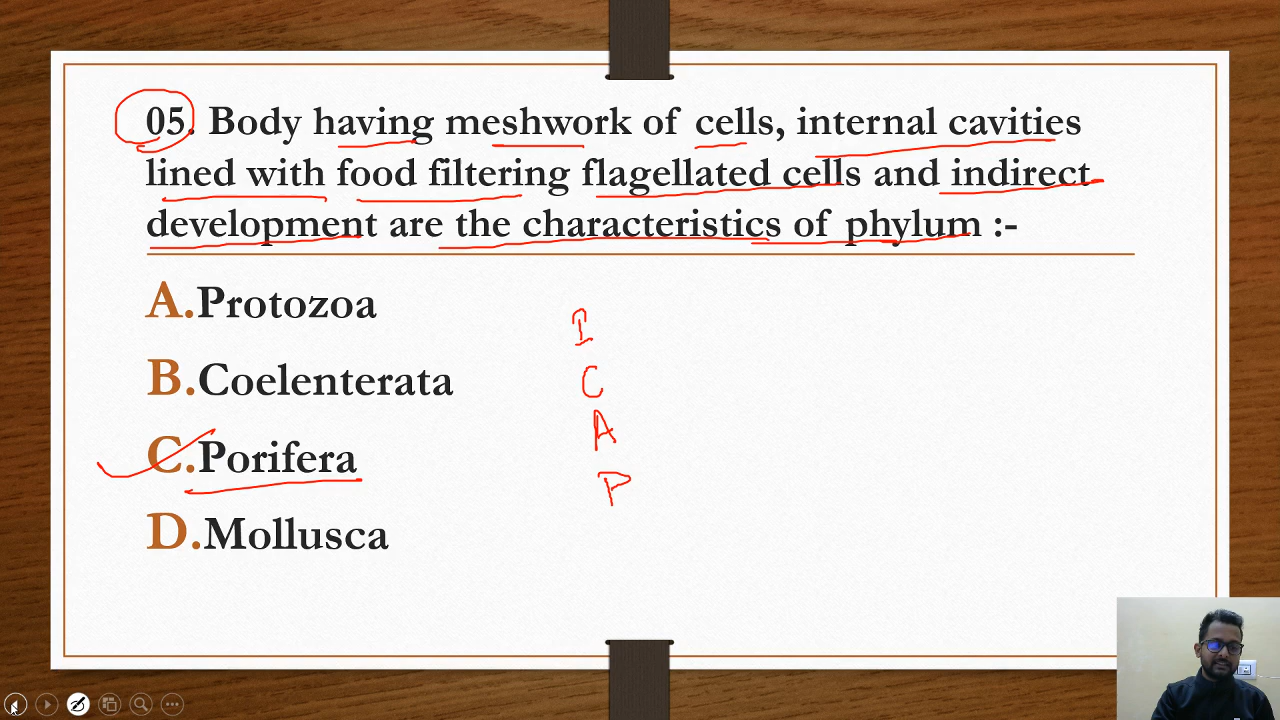 05. Body having meshwork of cells, internal cavities
lined with food filtering flagellated cells and indirect
development are the characteristics of phylum :-
A.Protozoa
B.Coelenterata
C.Porifera
D.Mollusca
I
C
A
P